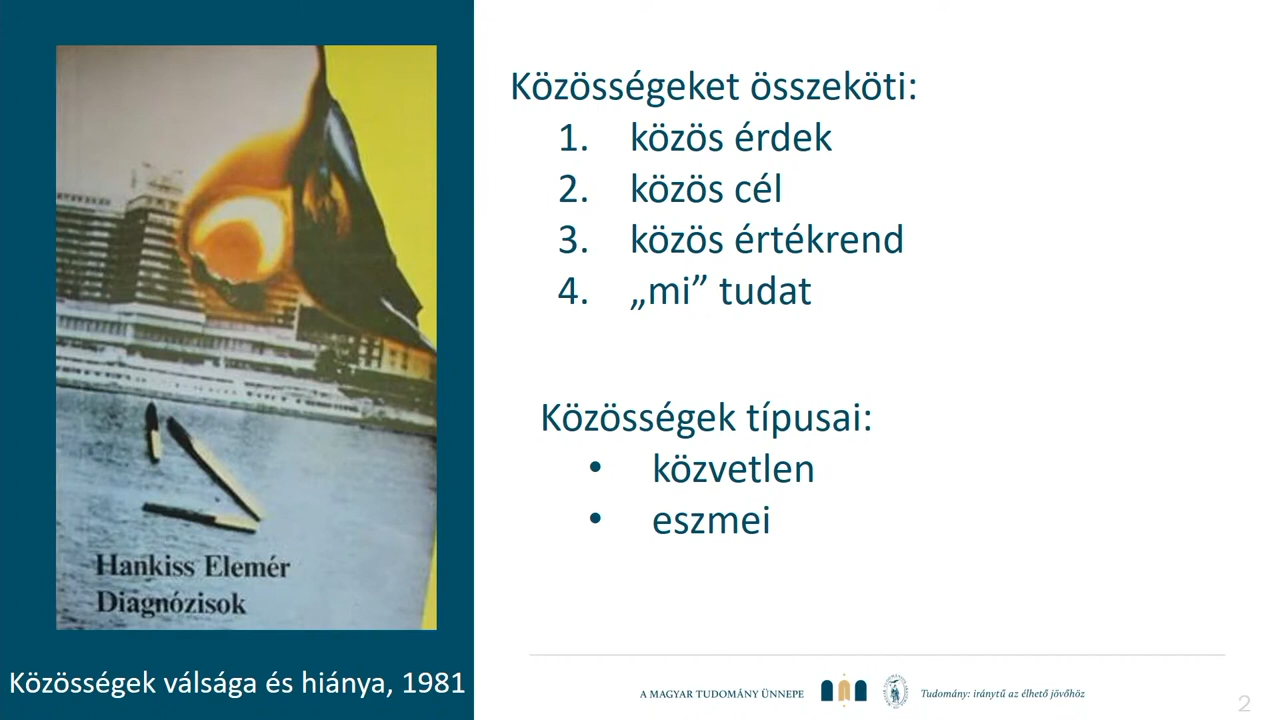 Hankiss Elemér
Diagnózisok
Közösségek válsága és hiánya, 1981
Közösségeket összeköti:
1. közös érdek
2. közös cél
3. közös értékrend
4. „mi” tudat
Közösségek típusai:
• közvetlen
• eszmei
A MAGYAR TUDOMÁNY ÜNNEPE
Tudomány: iránytű az élhető jövőhöz
2